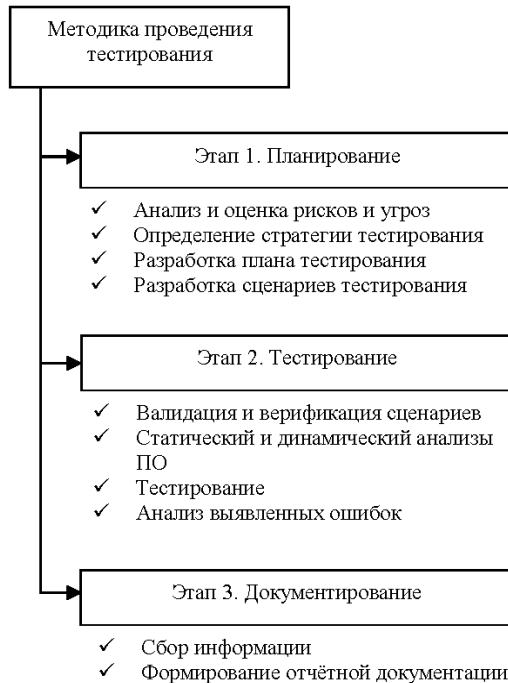 Методика проведения
тестирования
Этап 1. Планирование
✓ Анализ и оценка рисков и угроз
✓ Определение стратегии тестирования
✓ Разработка плана тестирования
✓ Разработка сценариев тестирования
Этап 2. Тестирование
✓ Валидация и верификация сценариев
✓ Статический и динамический анализы
ПО
✓ Тестирование
✓ Анализ выявленных ошибок
Этап 3. Документирование
✓ Сбор информации
✓ Формирование отчётной документации